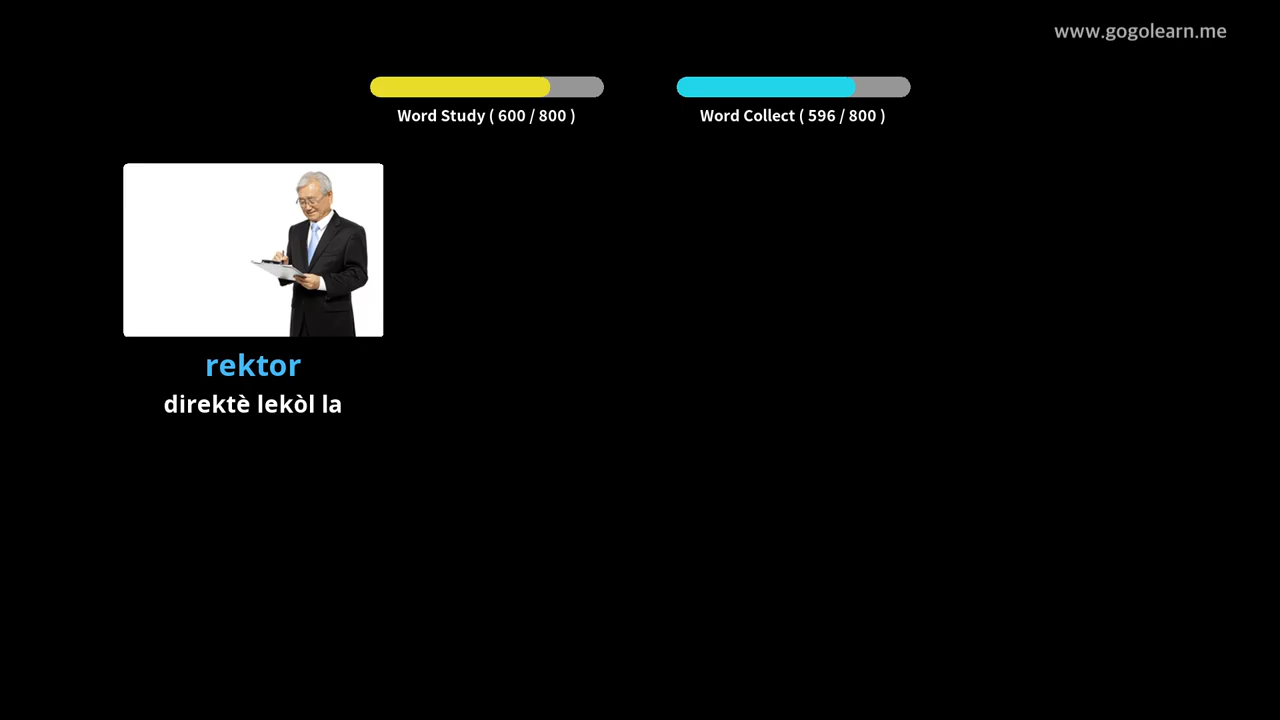 www.gogolearn.me
Word Study ( 600 / 800 )
Word Collect ( 596 / 800 )
rektor
direktè lekòl la